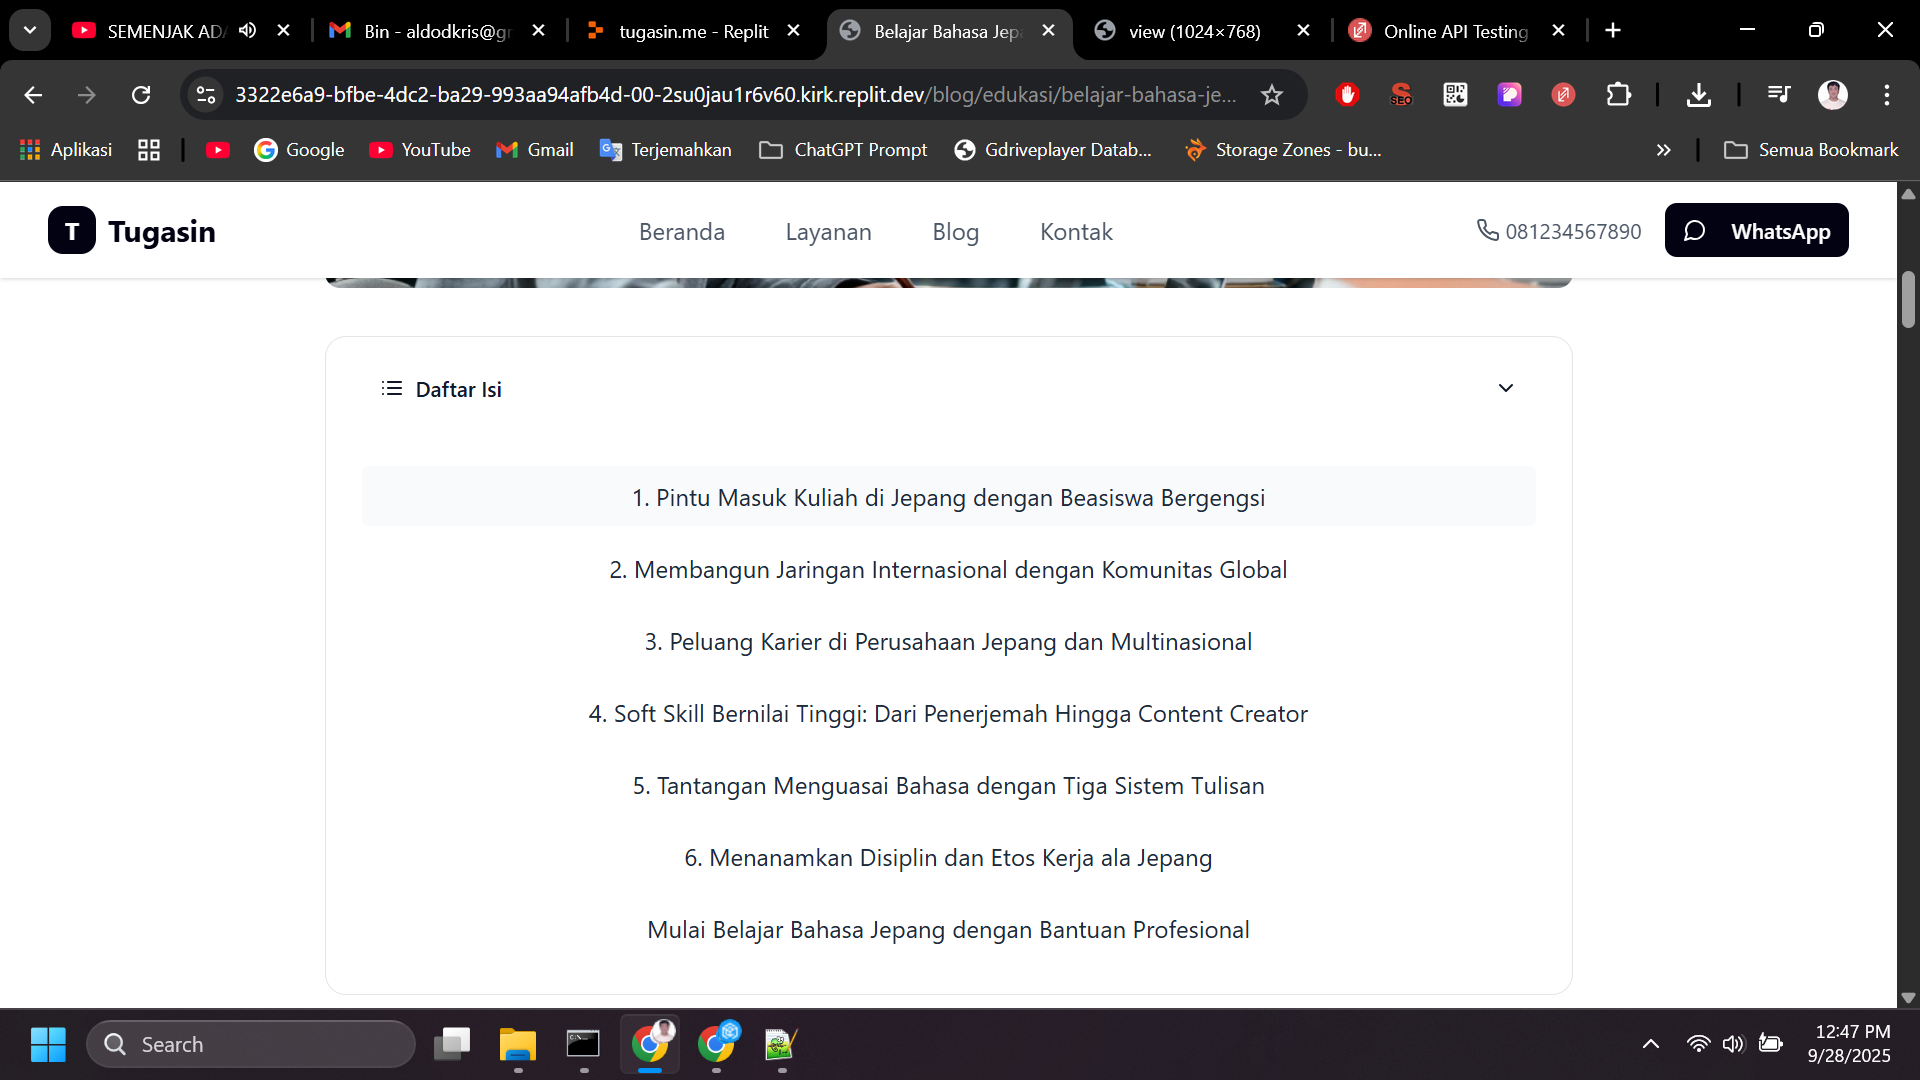 SEMENJAK AD
Bin - aldodkris@gr
tugasin.me - Replit
Belajar Bahasa Jepa
view (1024×768)
Online API Testing
3322e6a9-bfbe-4dc2-ba29-993aa94afb4d-00-2su0jau1r6v60.kirk.replit.dev/blog/edukasi/belajar-bahasa-je...
SEO
Aplikasi
Google
YouTube
Gmail
Terjemahkan
ChatGPT Prompt
Gdriveplayer Datab...
Storage Zones - bu...
Semua Bookmark
T Tugasin
Beranda
Layanan
Blog
Kontak
081234567890
WhatsApp
Daftar Isi
1. Pintu Masuk Kuliah di Jepang dengan Beasiswa Bergengsi
2. Membangun Jaringan Internasional dengan Komunitas Global
3. Peluang Karier di Perusahaan Jepang dan Multinasional
4. Soft Skill Bernilai Tinggi: Dari Penerjemah Hingga Content Creator
5. Tantangan Menguasai Bahasa dengan Tiga Sistem Tulisan
6. Menanamkan Disiplin dan Etos Kerja ala Jepang
Mulai Belajar Bahasa Jepang dengan Bantuan Profesional
Search
12:47 PM
9/28/2025